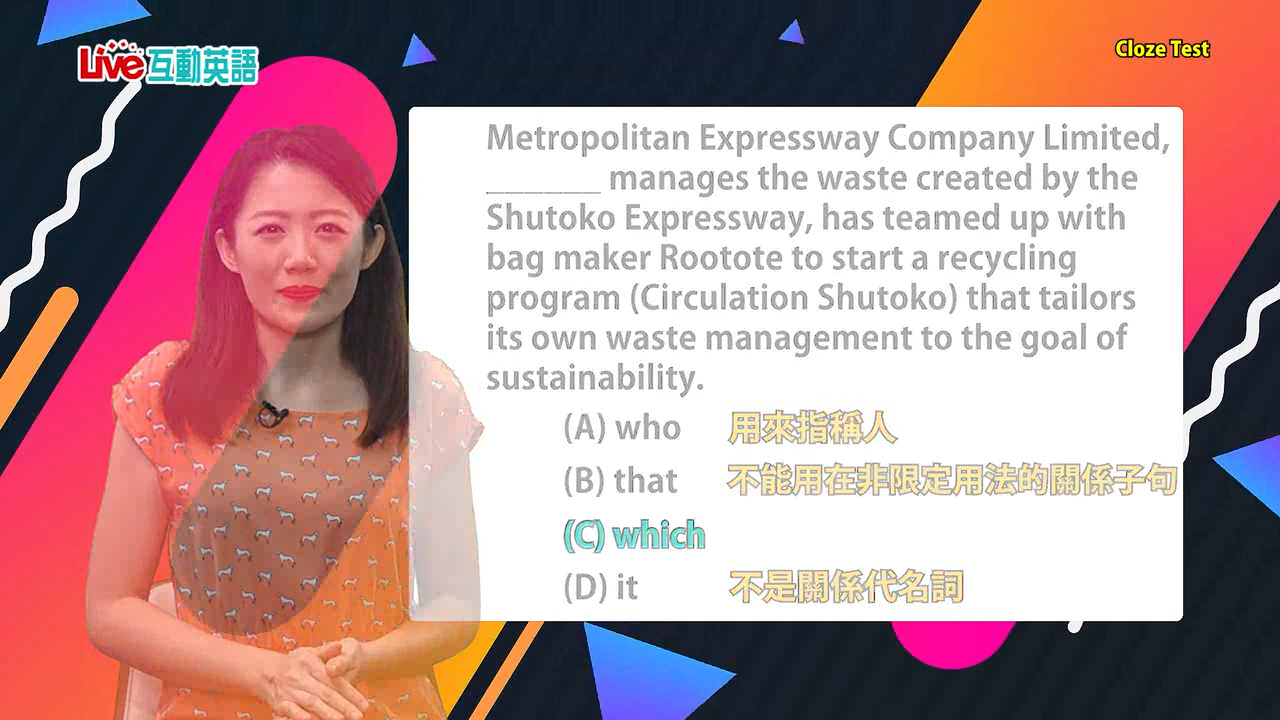 Live互動英語
Cloze Test
Metropolitan Expressway Company Limited,
______ manages the waste created by the
Shutoko Expressway, has teamed up with
bag maker Rootote to start a recycling
program (Circulation Shutoko) that tailors
its own waste management to the goal of
sustainability.
(A) who 用來指稱人
(B) that 不能用在非限定用法的關係子句
(C) which
(D) it 不是關係代名詞